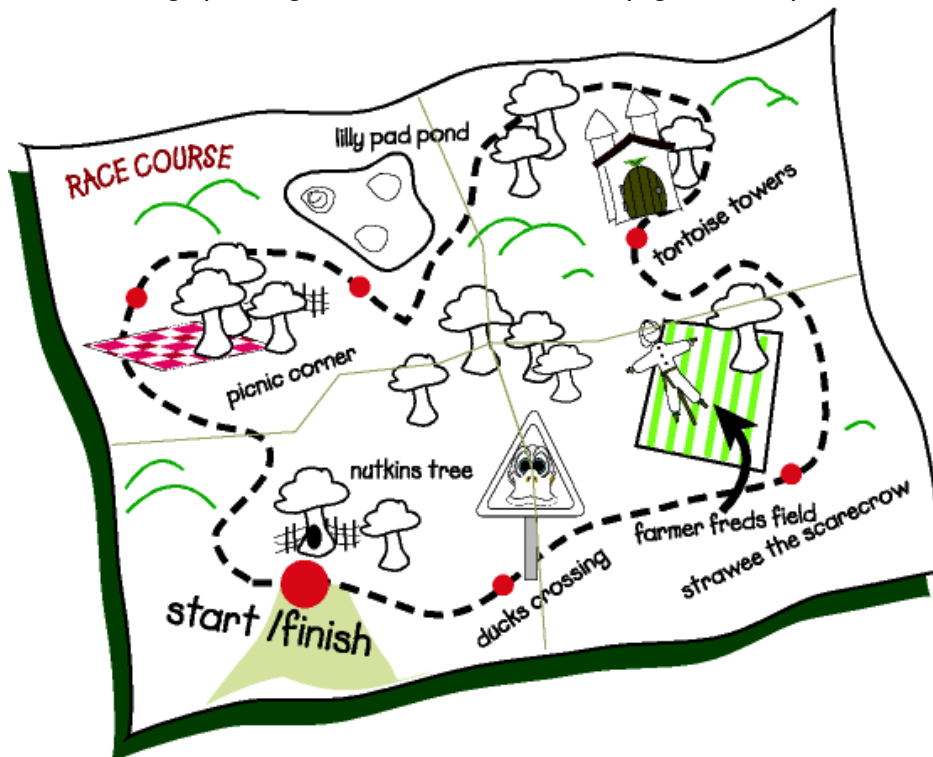 lilly pad pond
RACE COURSE
tortoise towers
picnic corner
nutkins tree
farmer freds field
strawee the scarecrow
ducks crossing
start /finish